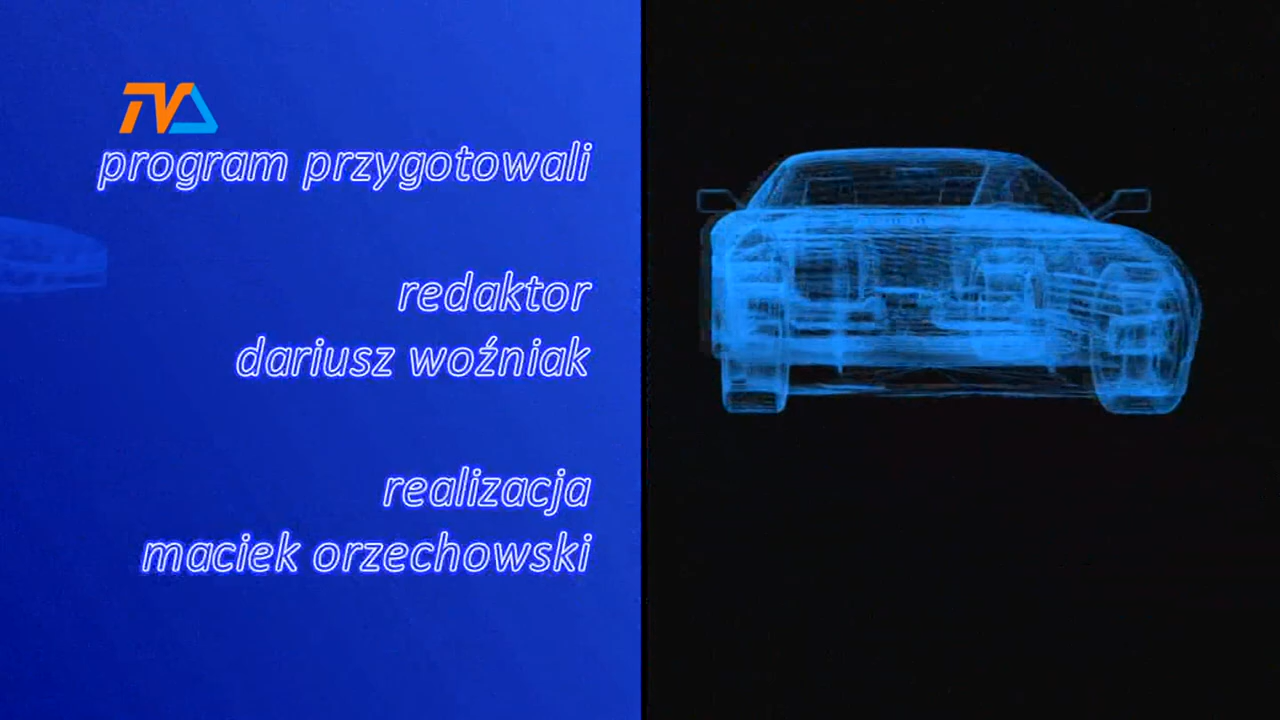 TVA
program przygotowali
redaktor
dariusz woźniak
realizacja
maciek orzechowski